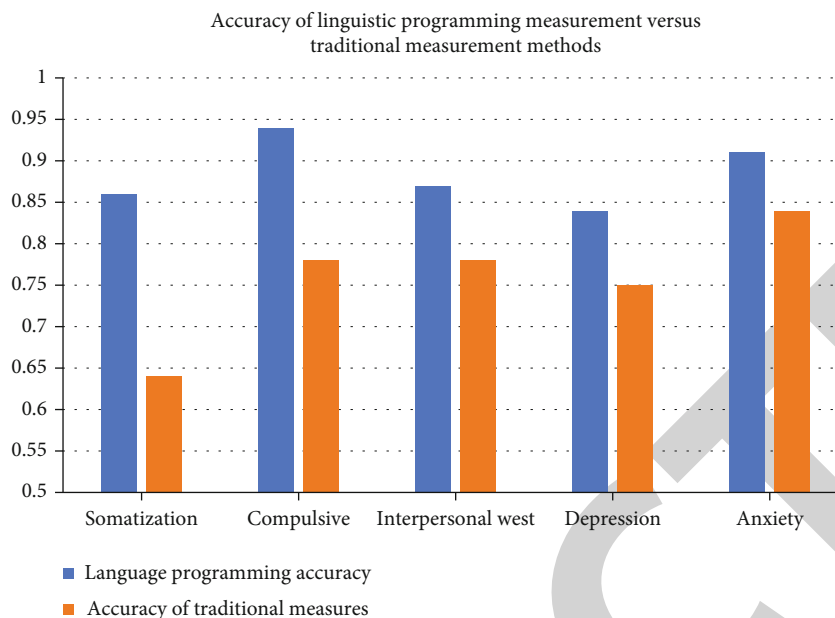 Accuracy of linguistic programming measurement versus
traditional measurement methods
1
0.95
0.9
0.85
0.8
0.75
0.7
0.65
0.6
0.55
0.5
Somatization Compulsive Interpersonal west Depression Anxiety
Language programming accuracy
Accuracy of traditional measures